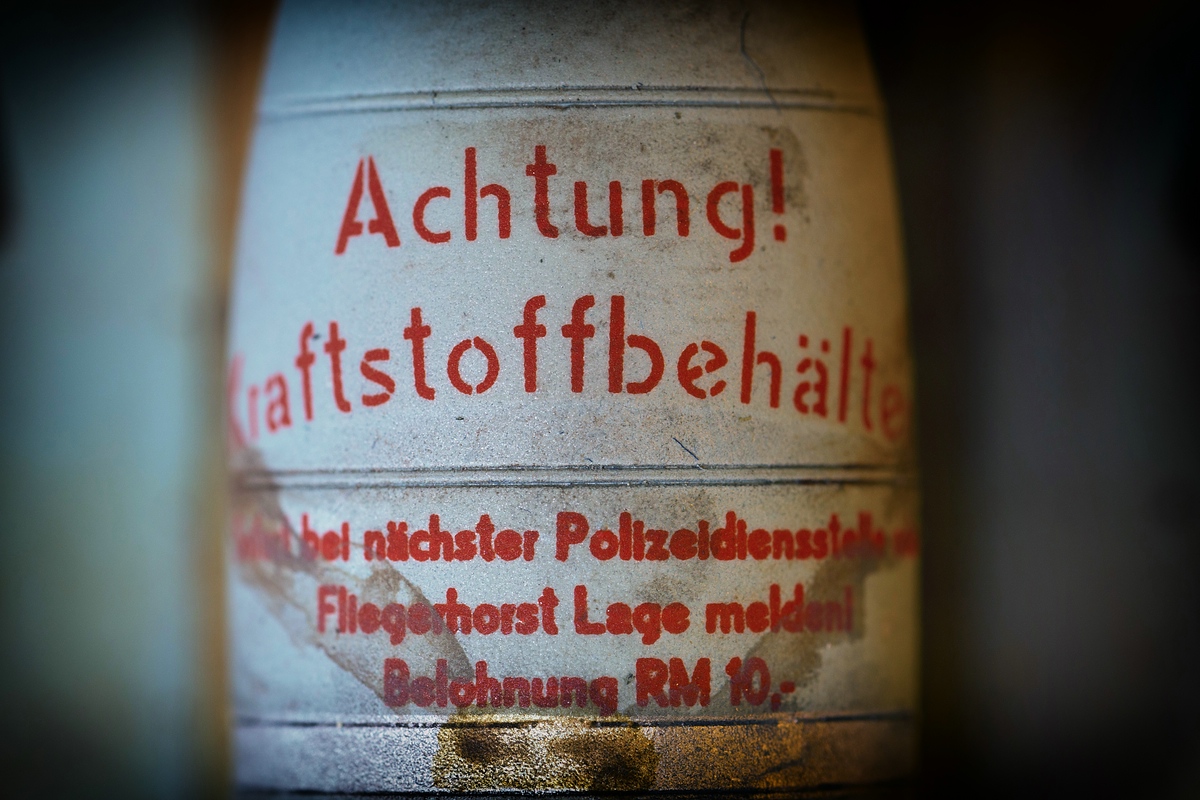 Achtung!
Kraftstoffbehälter
bei nächster Polizeidienststelle
Fliegerhorst Lage melden!
Belohnung RM 10,-